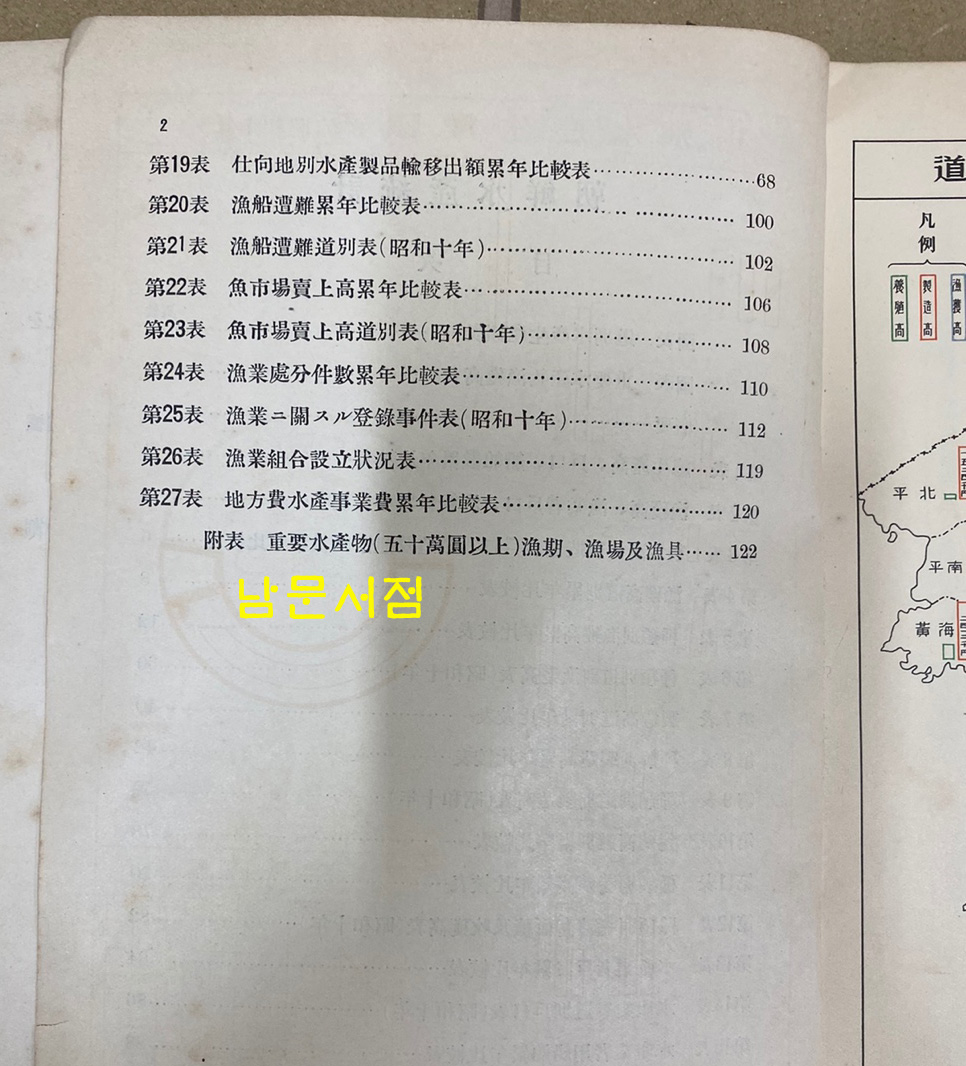 2
第19表 仕向地別水產製品輸移出額累年比較表……………………68
第20表 漁船遭難累年比較表……………………………………100
第21表 漁船遭難道別表(昭和十年)……………………………102
第22表 魚市場賣上高累年比較表………………………………106
第23表 魚市場賣上高道別表(昭和十年)………………………108
第24表 漁業處分件數累年比較表………………………………110
第25表 漁業ニ關スル登錄事件表(昭和十年)…………………112
第26表 漁業組合設立狀況表……………………………………119
第27表 地方費水產事業費累年比較表…………………………120
附表 重要水產物(五十萬圓以上)漁期、漁場及漁具……122
남문서점
道
凡例
養殖高
製造高
漁獲高
平北
平南
黃海